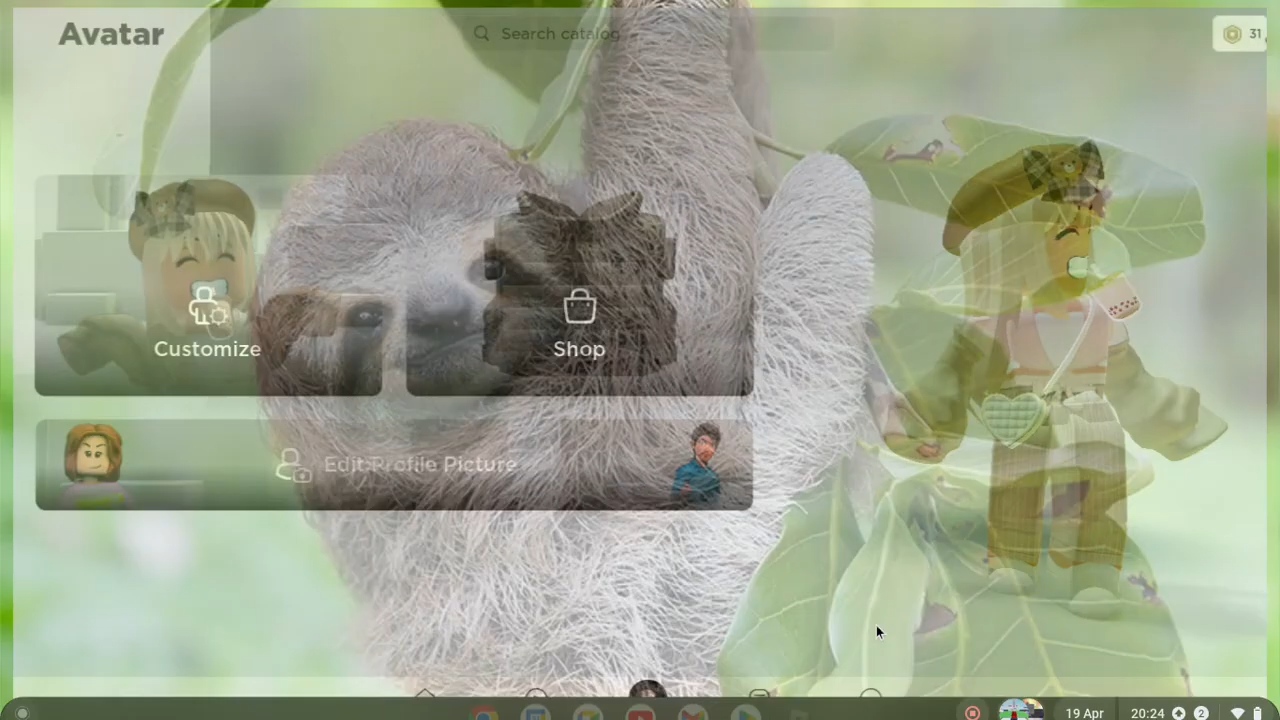 Avatar
Search catalog
31
Customize
Shop
Edit Profile Picture
19 Apr
20:24
2